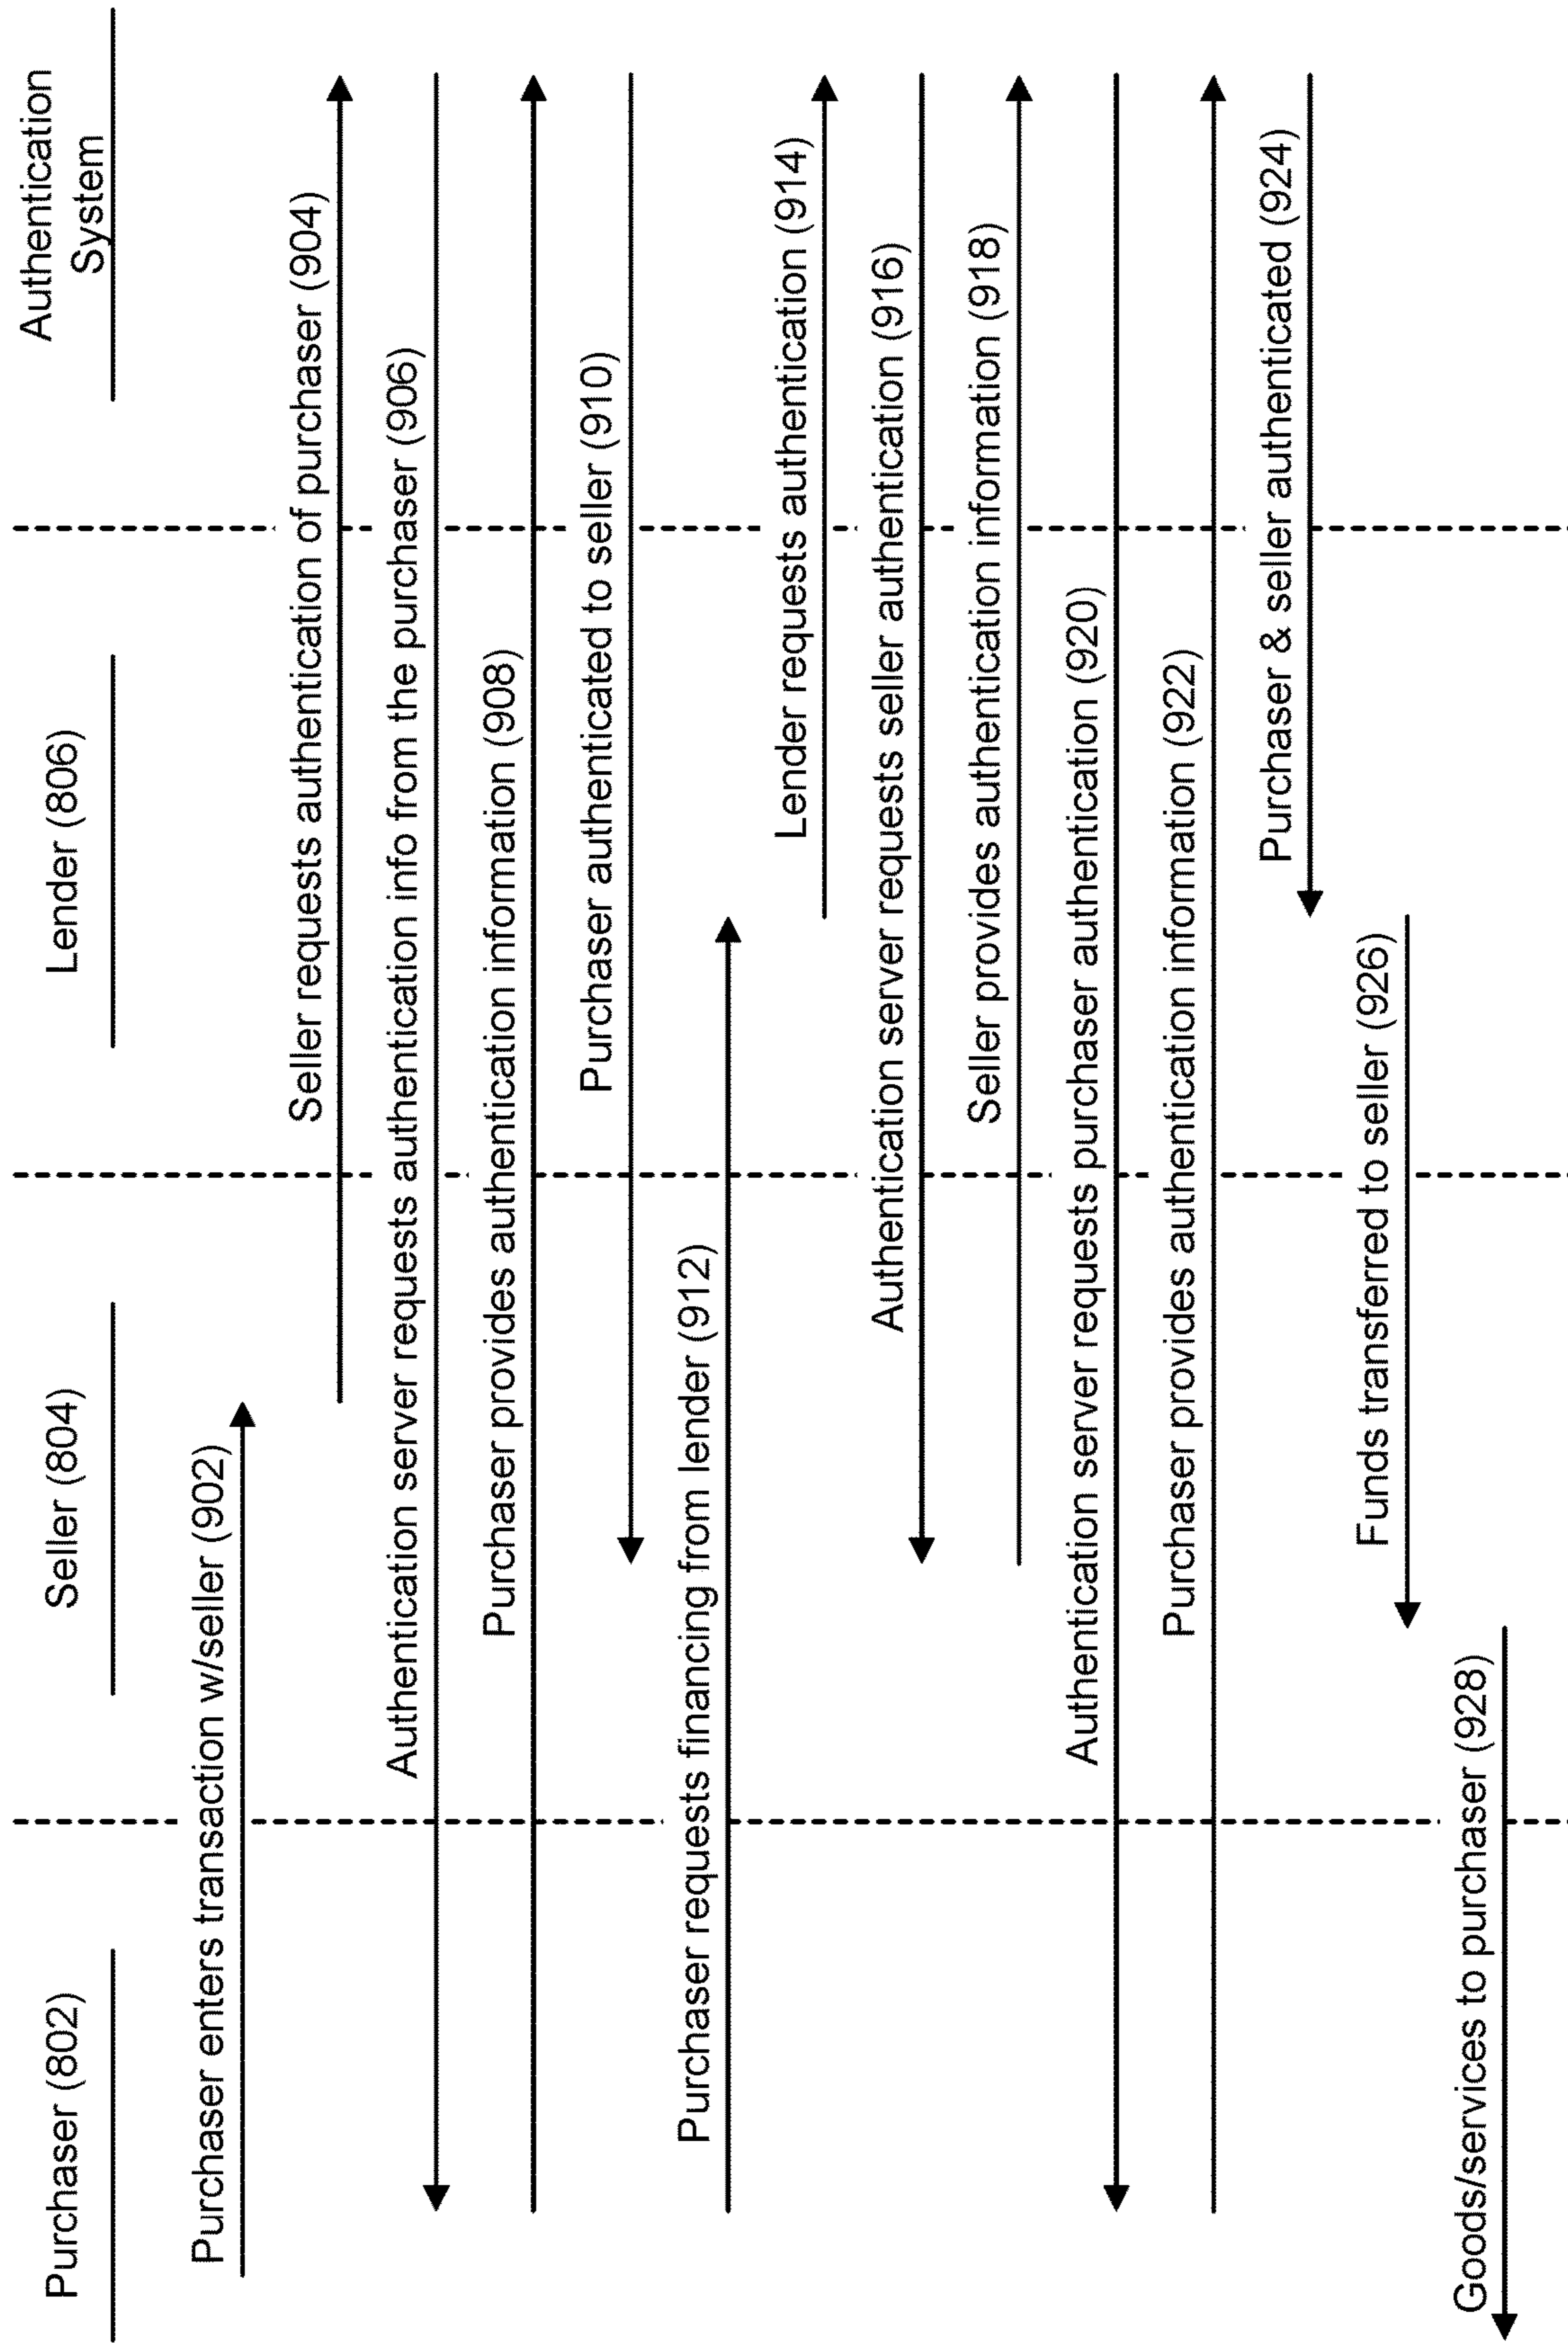 Purchaser (802)
Seller (804)
Lender (806)
Authentication
System
Purchaser enters transaction w/seller (902)
Seller requests authentication of purchaser (904)
Authentication server requests authentication info from the purchaser (906)
Purchaser provides authentication information (908)
Purchaser authenticated to seller (910)
Purchaser requests financing from lender (912)
Lender requests authentication (914)
Authentication server requests seller authentication (916)
Seller provides authentication information (918)
Authentication server requests purchaser authentication (920)
Purchaser provides authentication information (922)
Purchaser & seller authenticated (924)
Funds transferred to seller (926)
Goods/services to purchaser (928)